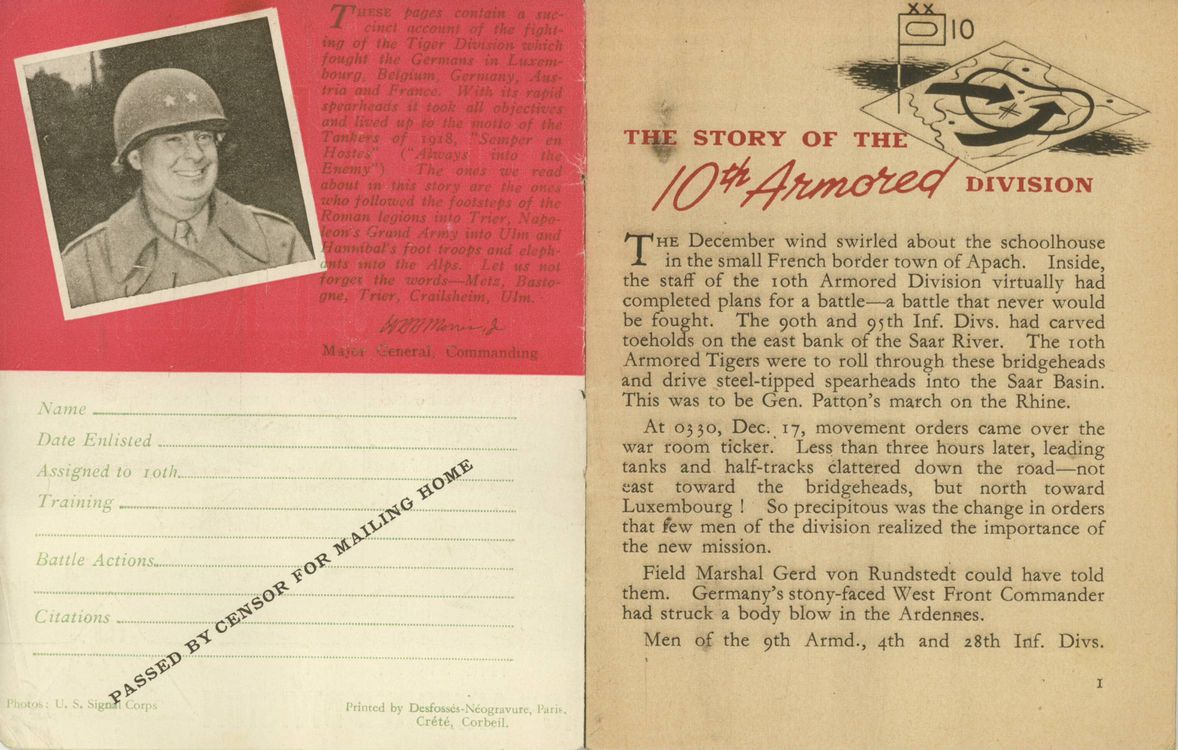 THESE pages contain a suc-
cinct account of the fight-
ing of the Tiger Division which
fought the Germans in Luxem-
bourg, Belgium, Germany, Aus-
tria and France. With its rapid
spearheads it took all objectives
and lived up to the motto of the
Tankers of 1918, "Semper en
Hostes" ("Always into the
Enemy") The ones we read
about in this story are the ones
who followed the footsteps of the
Roman legions into Trier, Napo-
leon's Grand Army into Ulm and
Hannibal's foot troops and eleph-
ants into the Alps. Let us not
forget the words—Metz, Basto-
gne, Trier, Crailsheim, Ulm.
WHH Morris, Jr
Major General, Commanding
Name
Date Enlisted
Assigned to 10th
Training
Battle Actions
Citations
PASSED BY CENSOR FOR MAILING HOME
Photos: U. S. Signal Corps
Printed by Desfossés-Néogravure, Paris.
Crété, Corbeil.
XX
10
THE STORY OF THE
10th Armored DIVISION
THE December wind swirled about the schoolhouse
in the small French border town of Apach. Inside,
the staff of the 10th Armored Division virtually had
completed plans for a battle—a battle that never would
be fought. The 90th and 95th Inf. Divs. had carved
toeholds on the east bank of the Saar River. The 10th
Armored Tigers were to roll through these bridgeheads
and drive steel-tipped spearheads into the Saar Basin.
This was to be Gen. Patton's march on the Rhine.
At 0330, Dec. 17, movement orders came over the
war room ticker. Less than three hours later, leading
tanks and half-tracks clattered down the road—not
east toward the bridgeheads, but north toward
Luxembourg ! So precipitous was the change in orders
that few men of the division realized the importance of
the new mission.
Field Marshal Gerd von Rundstedt could have told
them. Germany's stony-faced West Front Commander
had struck a body blow in the Ardennes.
Men of the 9th Armd., 4th and 28th Inf. Divs.
1